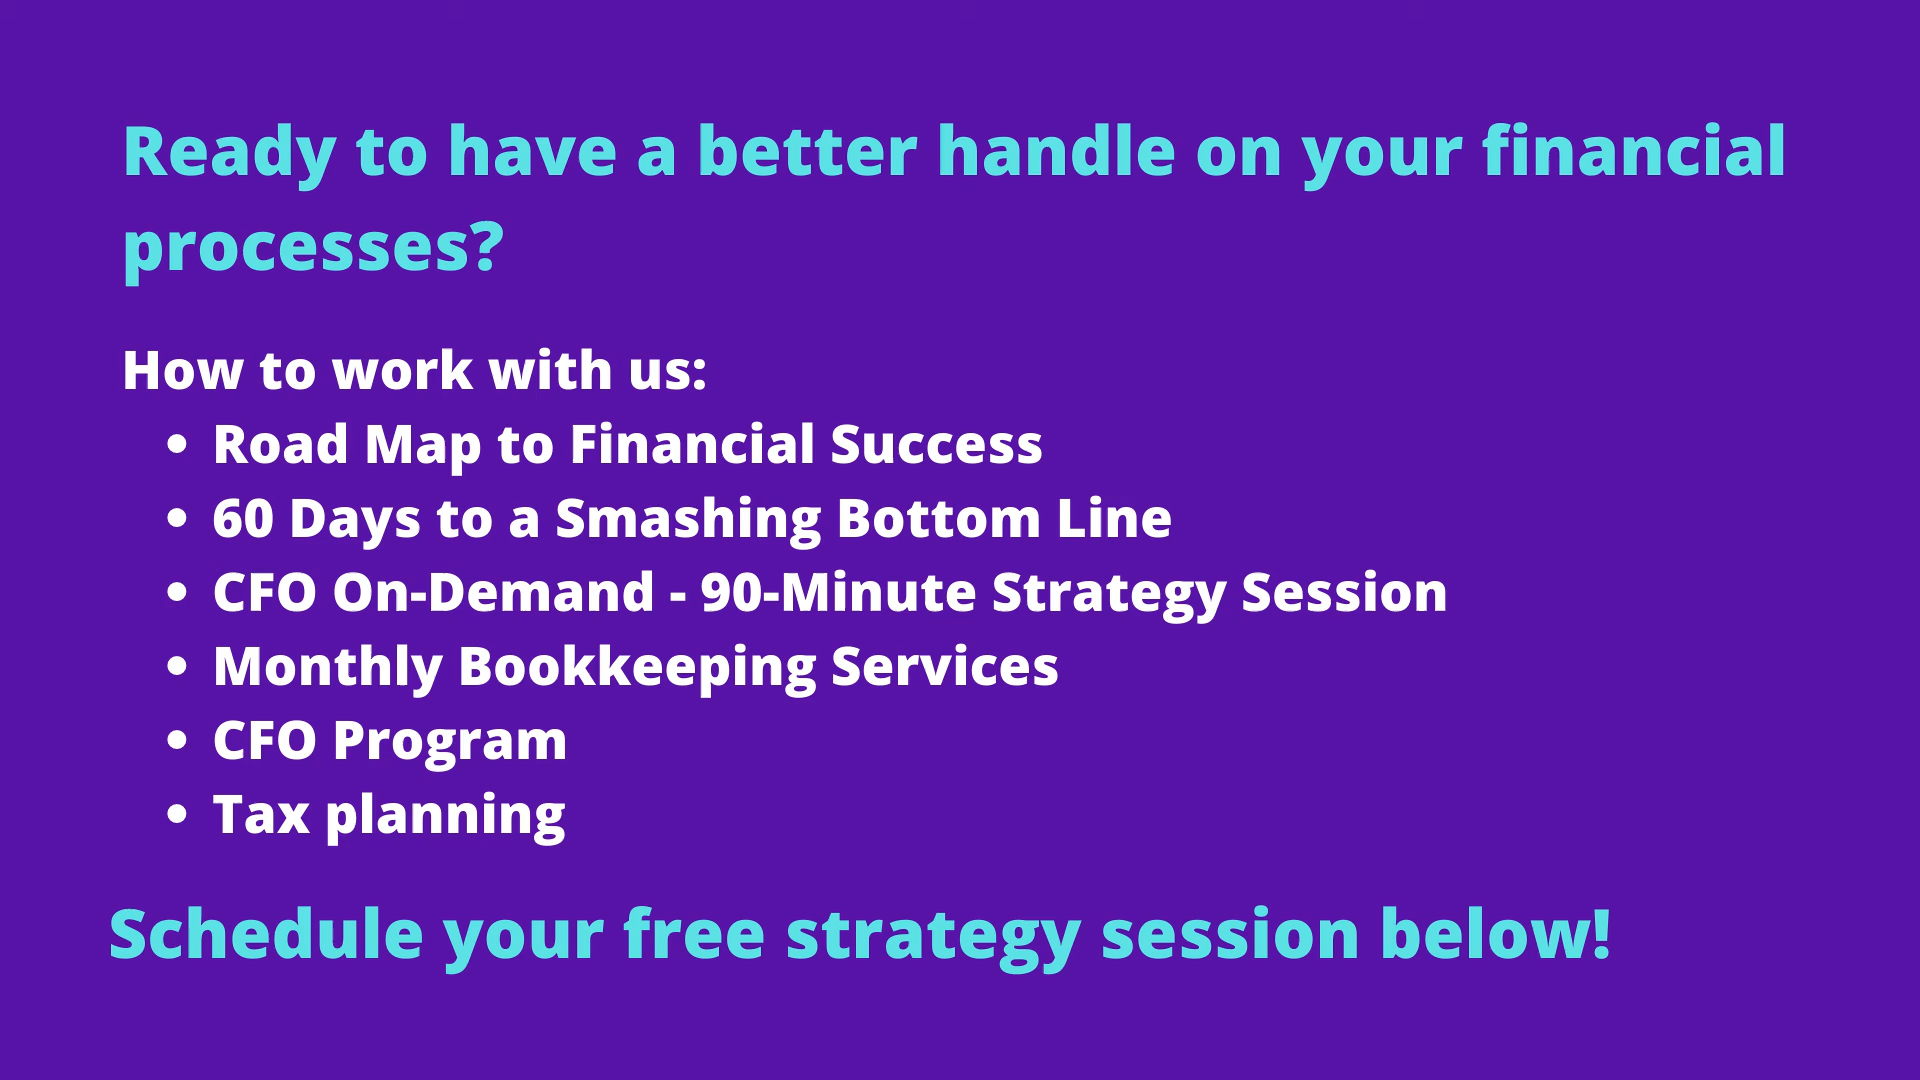 Ready to have a better handle on your financial
processes?
How to work with us:
• Road Map to Financial Success
• 60 Days to a Smashing Bottom Line
• CFO On-Demand - 90-Minute Strategy Session
• Monthly Bookkeeping Services
• CFO Program
• Tax planning
Schedule your free strategy session below!